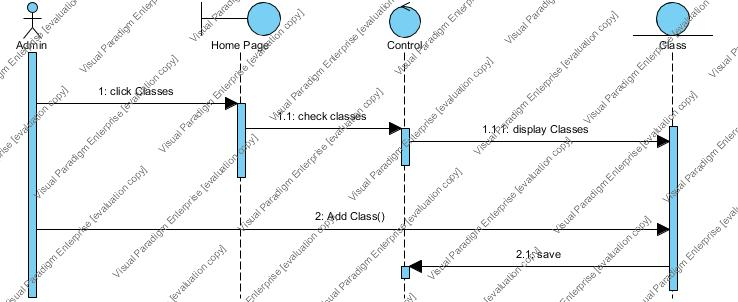 Admin
Home Page
Control
Class
1: click Classes
1.1: check classes
1.1.1: display Classes
2: Add Class()
2.1: save
Visual Paradigm Enterprise [evaluation copy]